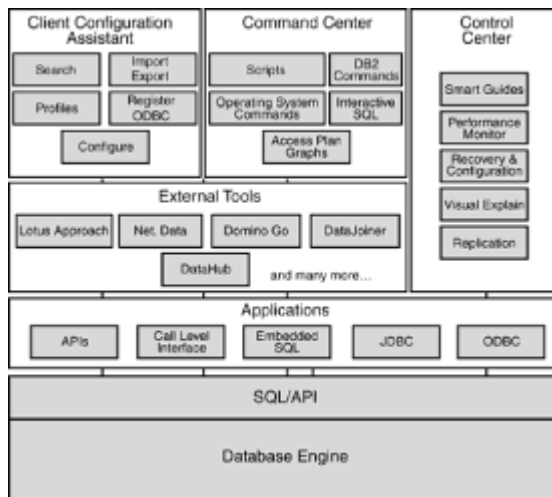 Client Configuration
Assistant
Search
Import
Export
Profiles
Register
ODBC
Configure
Command Center
Scripts
DB2
Commands
Operating System
Commands
Interactive
SQL
Access Plan
Graphs
Control
Center
Smart Guides
Performance
Monitor
Recovery &
Configuration
Visual Explain
Replication
External Tools
Lotus Approach
Net. Data
Domino Go
DataJoiner
DataHub
and many more...
Applications
APIs
Call Level
Interface
Embedded
SQL
JDBC
ODBC
SQL/API
Database Engine